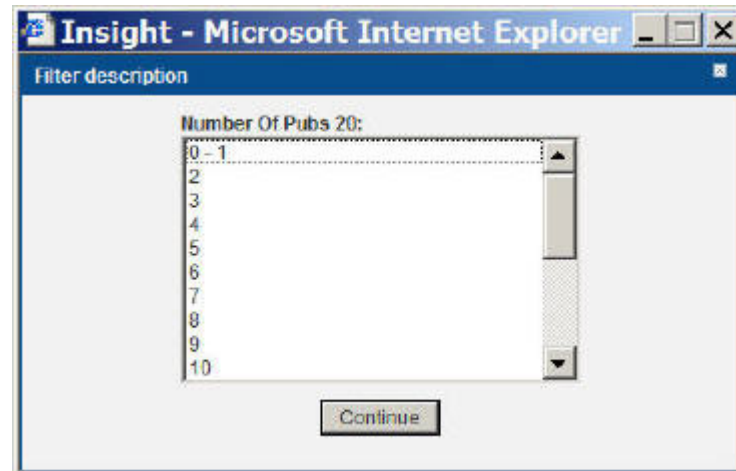 Insight - Microsoft Internet Explorer
Filter description
Number Of Pubs 20:
0 - 1
2
3
4
5
6
7
8
9
10
Continue